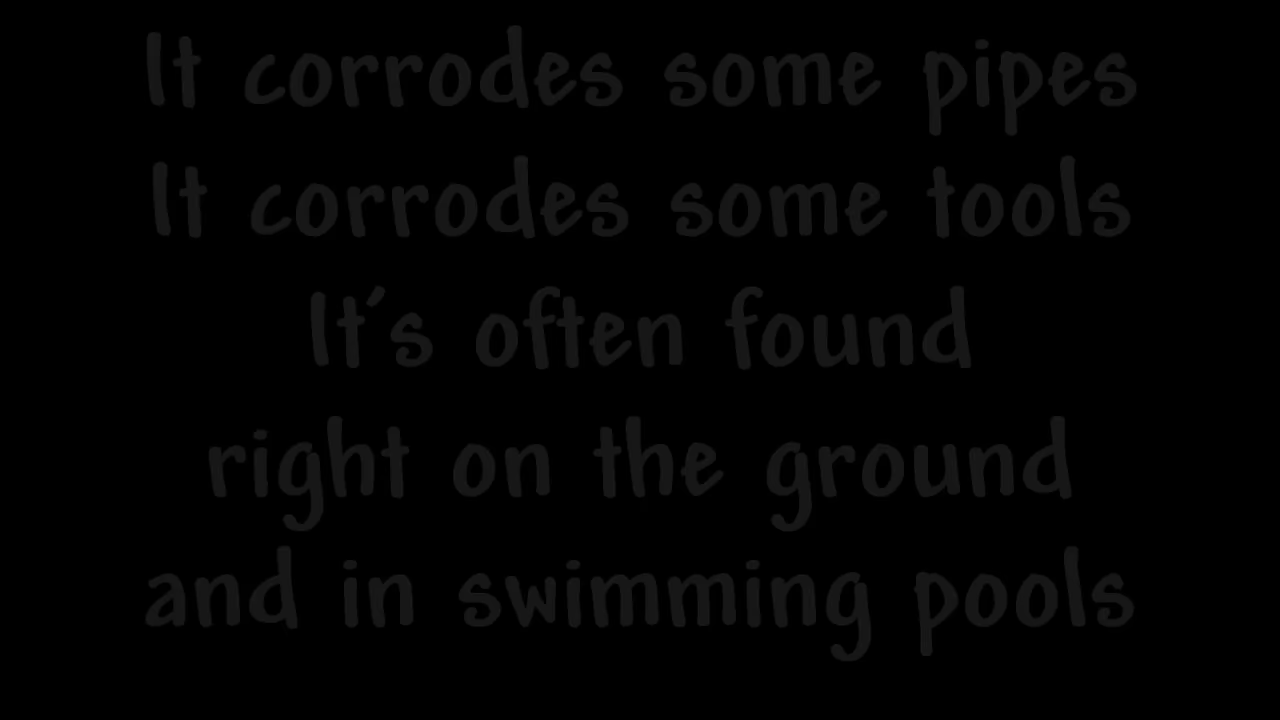 It corrodes some pipes
It corrodes some tools
It's often found
right on the ground
and in swimming pools